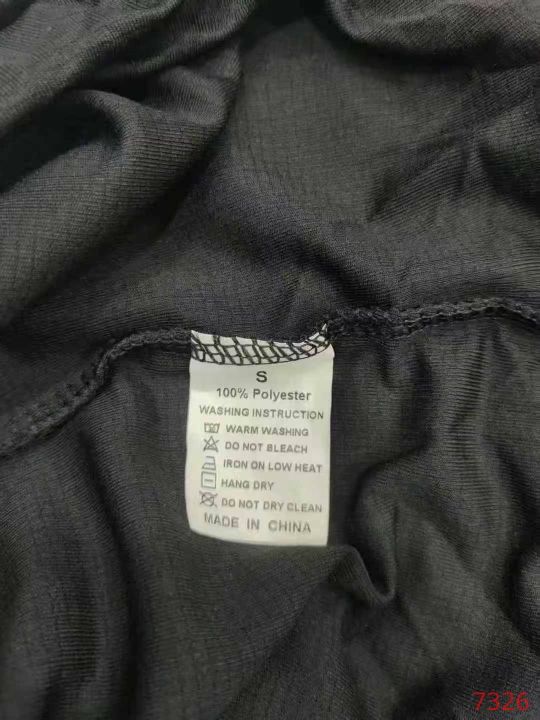 S
100% Polyester
WASHING INSTRUCTION
WARM WASHING
DO NOT BLEACH
IRON ON LOW HEAT
HANG DRY
DO NOT DRY CLEAN
MADE IN CHINA
7326